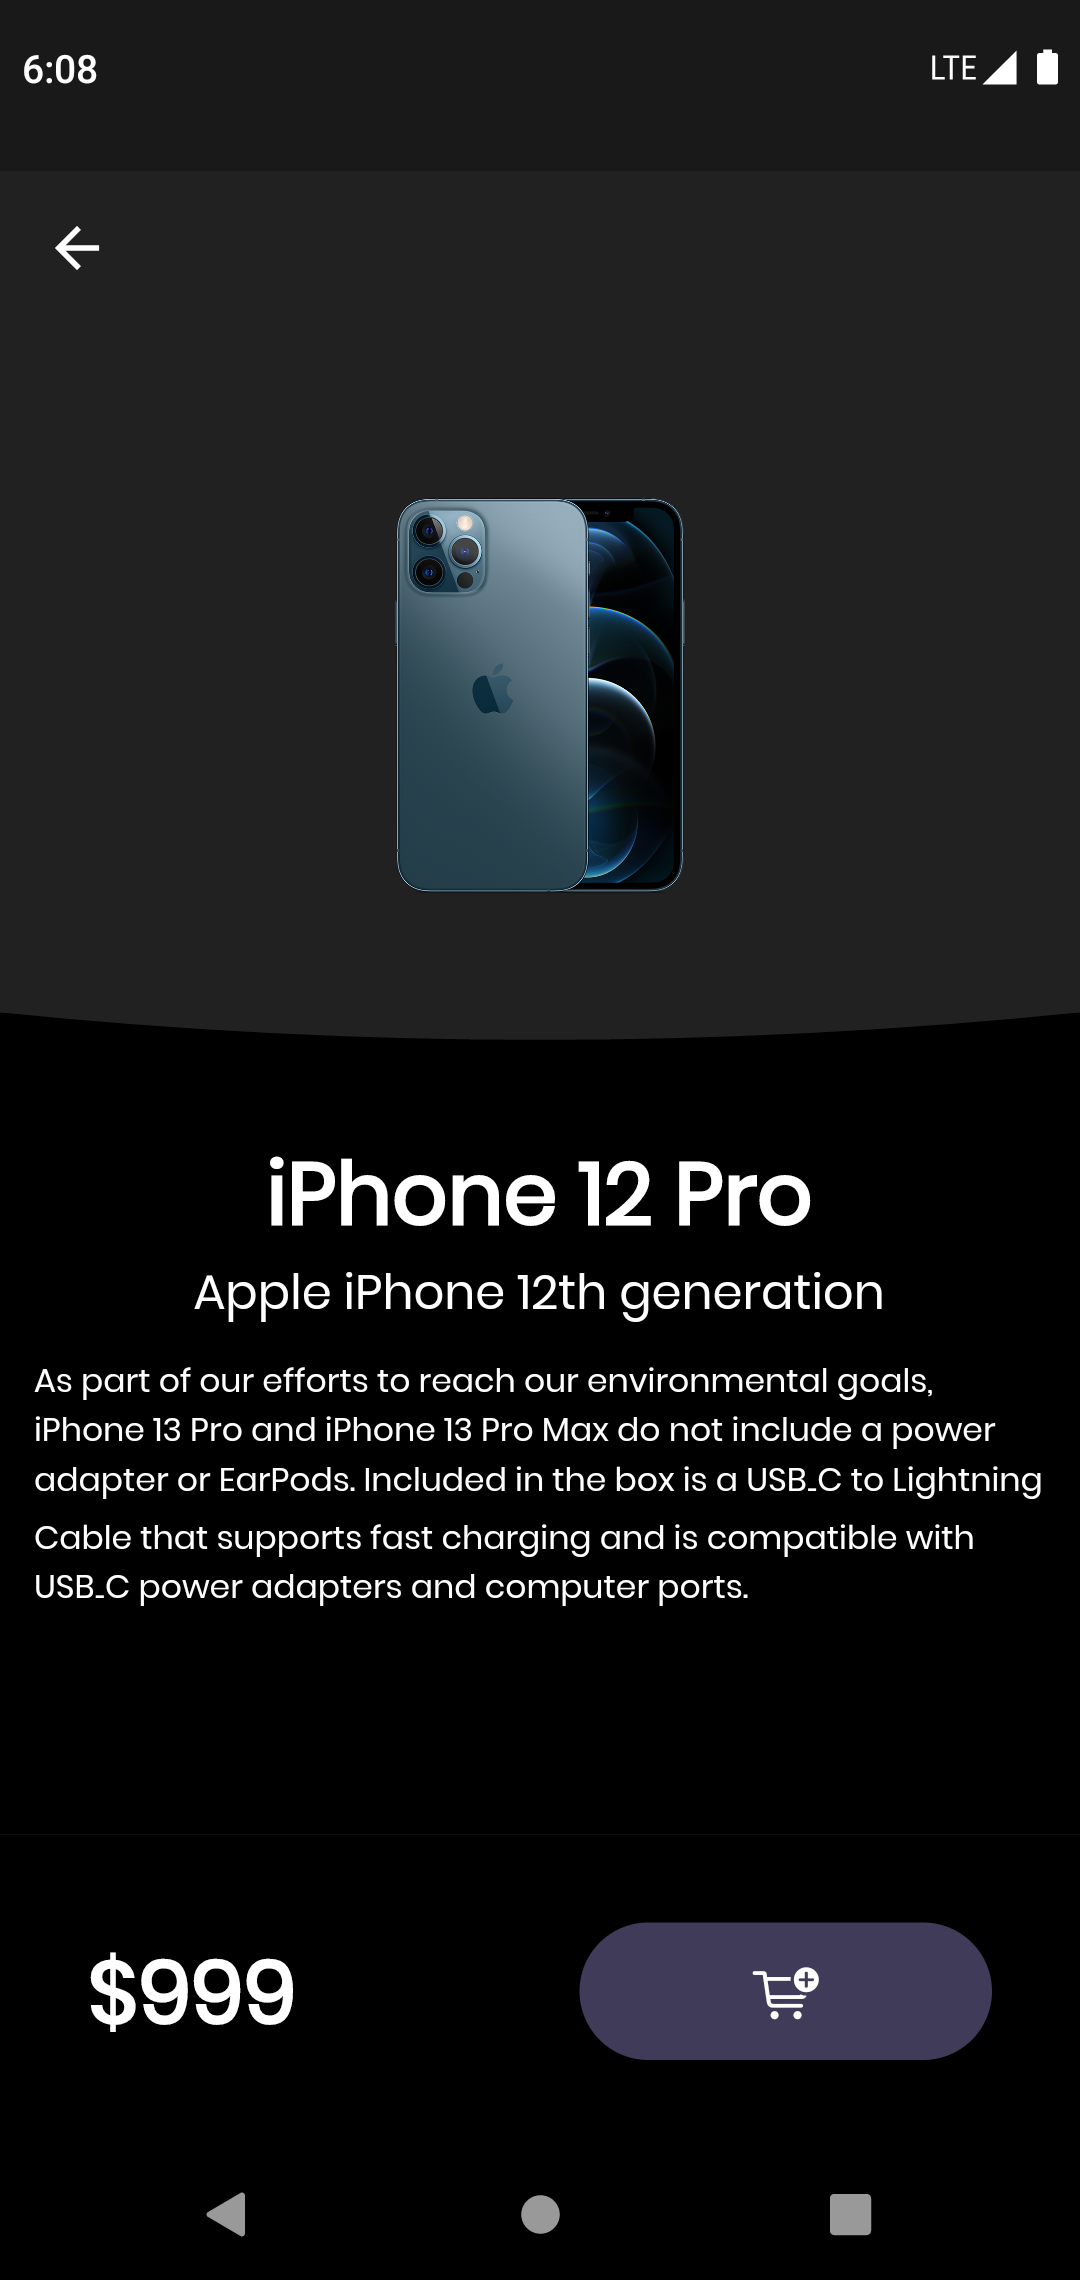 6:08
LTE
iPhone 12 Pro
Apple iPhone 12th generation
As part of our efforts to reach our environmental goals,
iPhone 13 Pro and iPhone 13 Pro Max do not include a power
adapter or EarPods. Included in the box is a USB_C to Lightning
Cable that supports fast charging and is compatible with
USB_C power adapters and computer ports.
$999